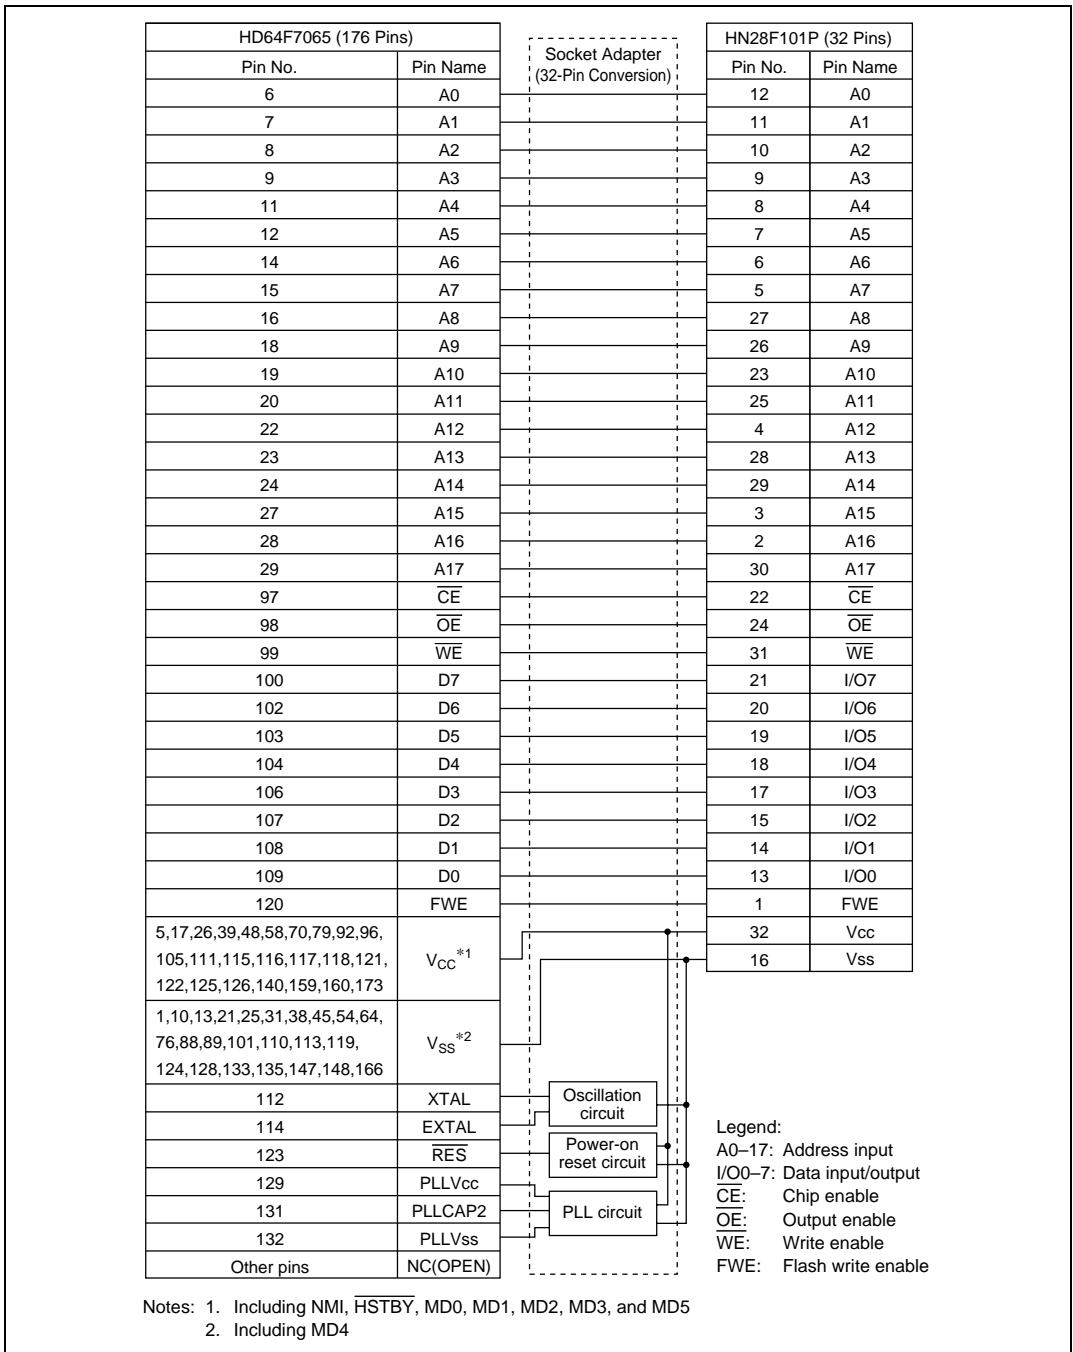 HD64F7065 (176 Pins) Socket Adapter (32-Pin Conversion) HN28F101P (32 Pins)
Pin No. Pin Name Pin No. Pin Name
6 A0 12 A0
7 A1 11 A1
8 A2 10 A2
9 A3 9 A3
11 A4 8 A4
12 A5 7 A5
14 A6 6 A6
15 A7 5 A7
16 A8 27 A8
18 A9 26 A9
19 A10 23 A10
20 A11 25 A11
22 A12 4 A12
23 A13 28 A13
24 A14 29 A14
27 A15 3 A15
28 A16 2 A16
29 A17 30 A17
97 C̅E̅ 22 C̅E̅
98 O̅E̅ 24 O̅E̅
99 W̅E̅ 31 W̅E̅
100 D7 21 I/O7
102 D6 20 I/O6
103 D5 19 I/O5
104 D4 18 I/O4
106 D3 17 I/O3
107 D2 15 I/O2
108 D1 14 I/O1
109 D0 13 I/O0
120 FWE 1 FWE
5,17,26,39,48,58,70,79,92,96, 32 Vcc
105,111,115,116,117,118,121, VCC*1 16 Vss
122,125,126,140,159,160,173
1,10,13,21,25,31,38,45,54,64,
76,88,89,101,110,113,119, VSS*2
124,128,133,135,147,148,166
112 XTAL Oscillation
114 EXTAL circuit
123 R̅E̅S̅ Power-on
reset circuit
129 PLLVcc
131 PLLCAP2 PLL circuit
132 PLLVss
Other pins NC(OPEN)
Legend:
A0–17: Address input
I/O0–7: Data input/output
C̅E̅: Chip enable
O̅E̅: Output enable
W̅E̅: Write enable
FWE: Flash write enable
Notes: 1. Including NMI, H̅S̅T̅B̅Y̅, MD0, MD1, MD2, MD3, and MD5
2. Including MD4